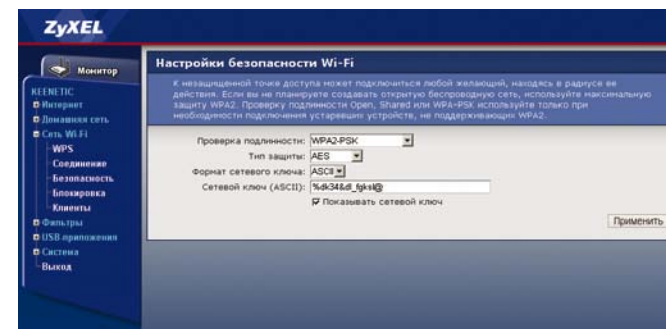 ZyXEL
Монитор
KEENETIC
Интернет
Домашняя сеть
Сеть Wi-Fi
WPS
Соединение
Безопасность
Блокировка
Клиенты
Фильтры
USB приложения
Система
Выход
Настройки безопасности Wi-Fi
К незащищенной точке доступа может подключиться любой желающий, находясь в радиусе ее
действия. Если вы не планируете создавать открытую беспроводную сеть, используйте максимальную
защиту WPA2. Проверку подлинности Open, Shared или WPA-PSK используйте только при
необходимости подключения устаревших устройств, не поддерживающих WPA2.
Проверка подлинности: WPA2-PSK
Тип защиты: AES
Формат сетевого ключа: ASCII
Сетевой ключ (ASCII): %dk34&dl_fgksl@
Показывать сетевой ключ
Применить